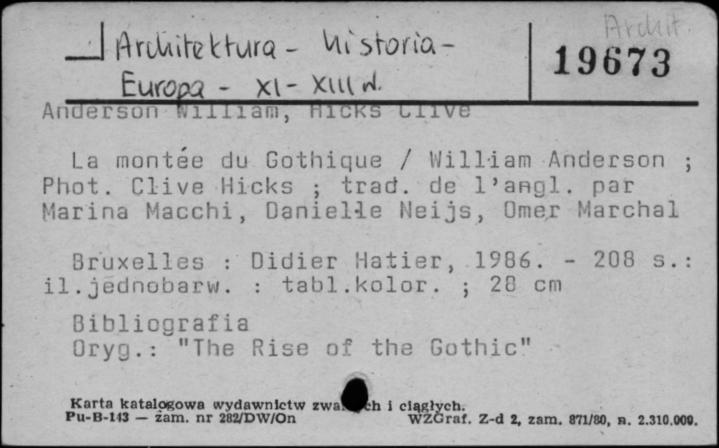 Archit.
Architektura - historia -
19673
Europa - XI - XIII w.
Anderson William, Hicks Clive
La montée du Gothique / William Anderson ;
Phot. Clive Hicks ; trad. de l'angl. par
Marina Macchi, Danielle Neijs, Omer Marchal
Bruxelles : Didier Hatier, 1986. - 208 s.:
il.jednobarw. : tabl.kolor. ; 28 cm
Bibliografia
Oryg.: "The Rise of the Gothic"
Karta katalogowa wydawnictw i ciągłych.
Pu-B-143 — zam. nr 282/DW/On WZGraf. Z-d 2, zam. 871/80, n. 2.310.000.